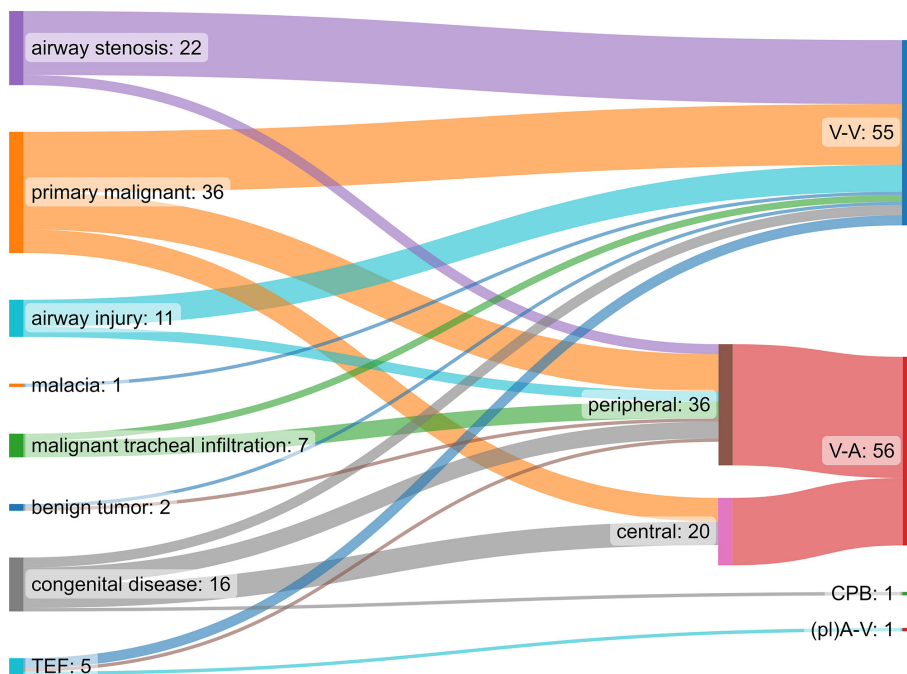 airway stenosis: 22
primary malignant: 36
airway injury: 11
malacia: 1
malignant tracheal infiltration: 7
benign tumor: 2
congenital disease: 16
TEF: 5
peripheral: 36
central: 20
V-V: 55
V-A: 56
CPB: 1
(pl)A-V: 1